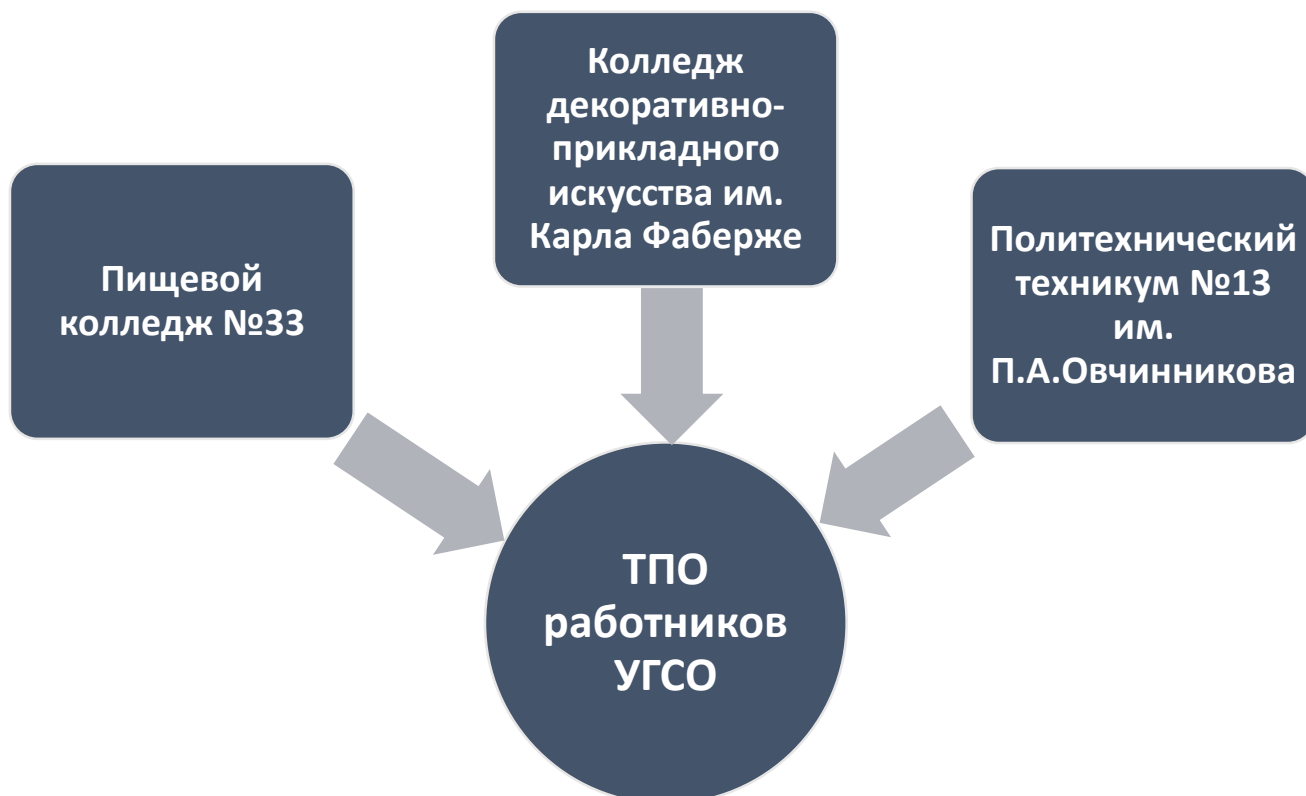 Колледж
декоративно-
прикладного
искусства им.
Карла Фаберже
Пищевой
колледж №33
Политехнический
техникум №13
им.
П.А.Овчинникова
ТПО
работников
УГСО